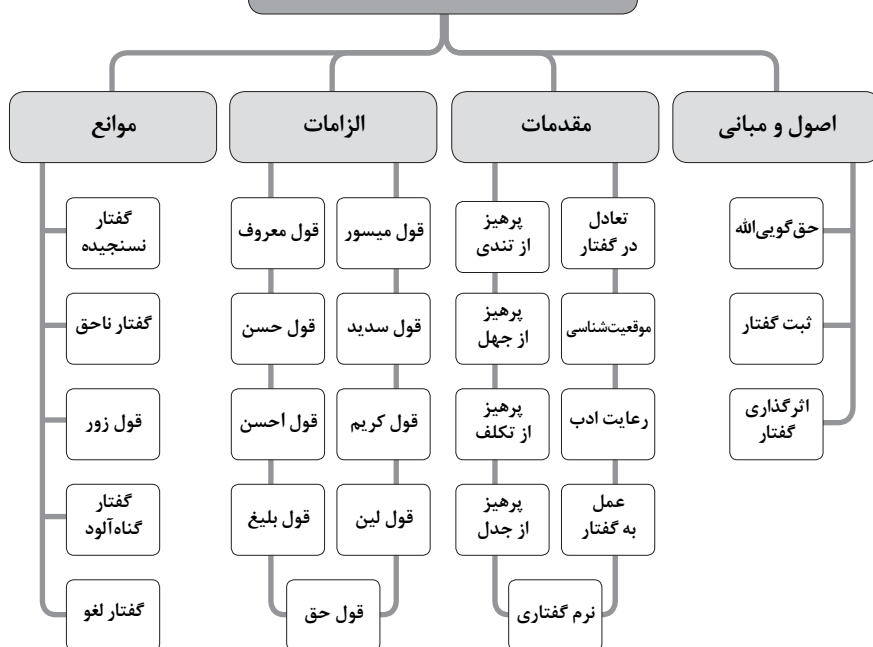 اصول و مبانی
حق‌گویی‌الله
ثبت گفتار
اثرگذاری
گفتار
مقدمات
تعادل
در گفتار
موقعیت‌شناسی
رعایت ادب
عمل
به گفتار
پرهیز
از تندی
پرهیز
از جهل
پرهیز
از تکلف
پرهیز
از جدل
نرم گفتاری
الزامات
قول میسور
قول سدید
قول کریم
قول لین
قول معروف
قول حسن
قول احسن
قول بلیغ
قول حق
موانع
گفتار
نسنجیده
گفتار ناحق
قول زور
گفتار
گناه‌آلود
گفتار لغو